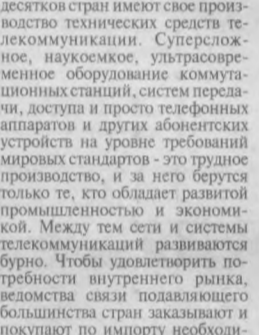 десятков стран имеют свое произ-
водство технических средств те-
лекоммуникации. Суперслож-
ное, наукоемкое, ультрасовре-
менное оборудование коммута-
ционных станций, систем переда-
чи, доступа и просто телефонных
аппаратов и других абонентских
устройств на уровне требований
мировых стандартов - это трудное
производство, и за него берутся
только те, кто обладает развитой
промышленностью и экономи-
кой. Между тем сети и системы
телекоммуникаций развиваются
бурно. Чтобы удовлетворить по-
требности внутреннего рынка,
ведомства связи подавляющего
большинства стран заказывают и
покупают по импорту необходи-